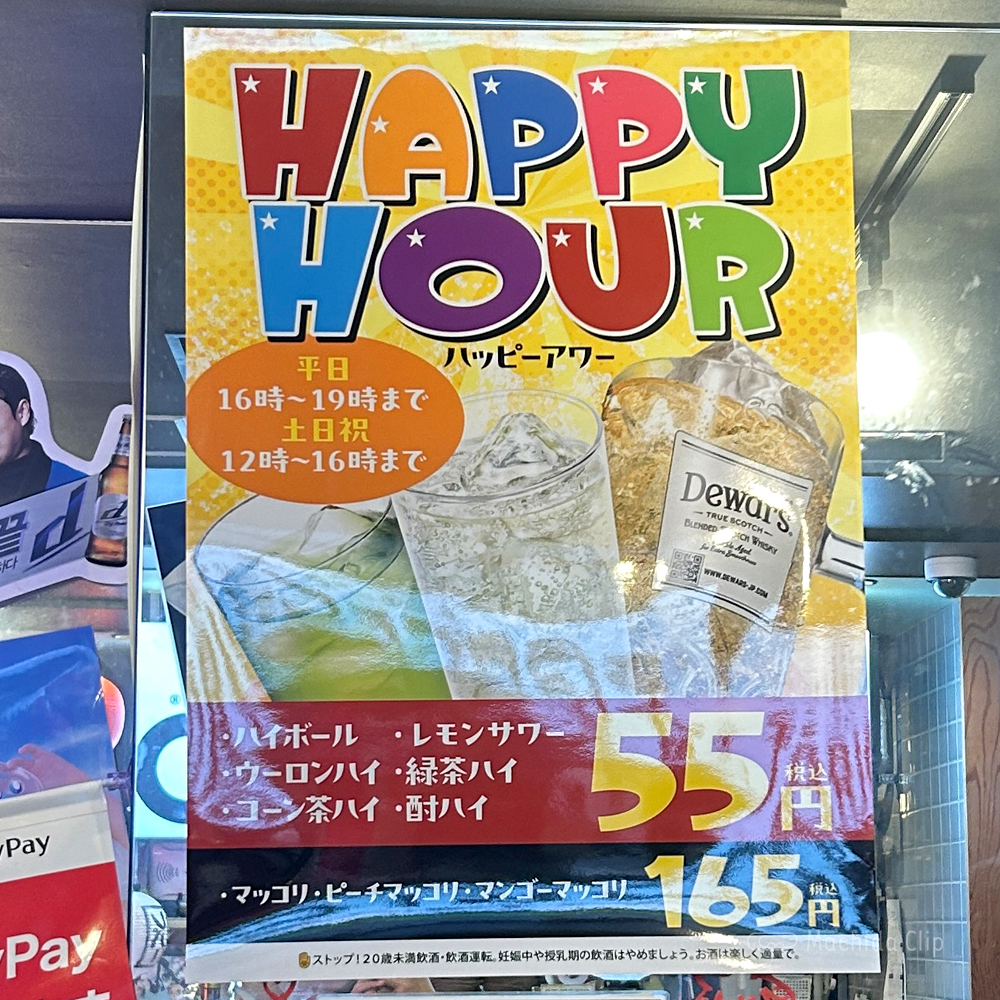 HAPPY
HOUR
ハッピーアワー
平日
16時～19時まで
土日祝
12時～16時まで
Dewar's
TRUE SCOTCH
BLENDED SCOTCH WHISKY
for Extra Smoothness
WWW.DEWARS-JP.COM
・ハイボール ・レモンサワー
・ウーロンハイ ・緑茶ハイ
・コーン茶ハイ ・酎ハイ
55 税込 円
・マッコリ・ピーチマッコリ・マンゴーマッコリ
165 税込 円
ストップ！20歳未満飲酒・飲酒運転。妊娠中や授乳期の飲酒はやめましょう。お酒は楽しく適量で。
yPay
yPay
Machida Clip